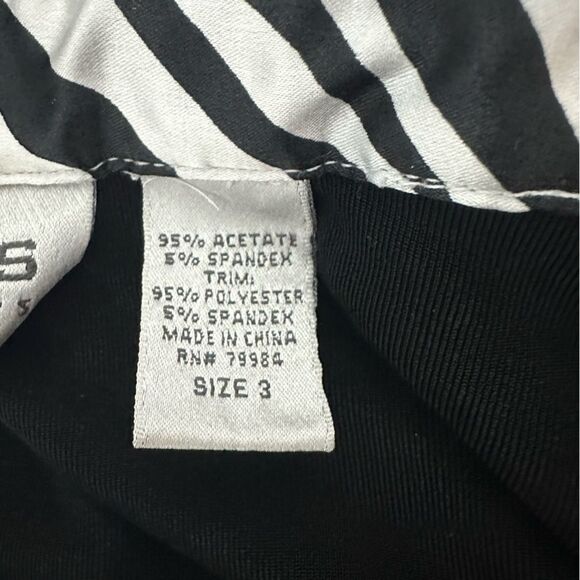 95% ACETATE
5% SPANDEX
TRIM:
95% POLYESTER
5% SPANDEX
MADE IN CHINA
RN# 79984
SIZE 3
S
S